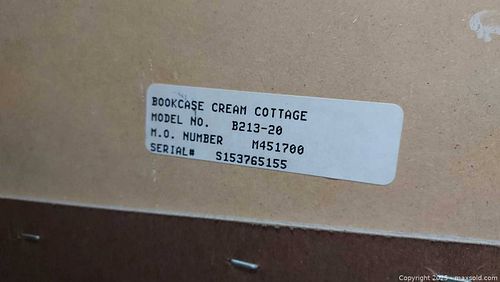 BOOKCASE CREAM COTTAGE
MODEL NO. B213-20
M.O. NUMBER M451700
SERIAL# S153765155
Copyright 2025 - maxsold.com